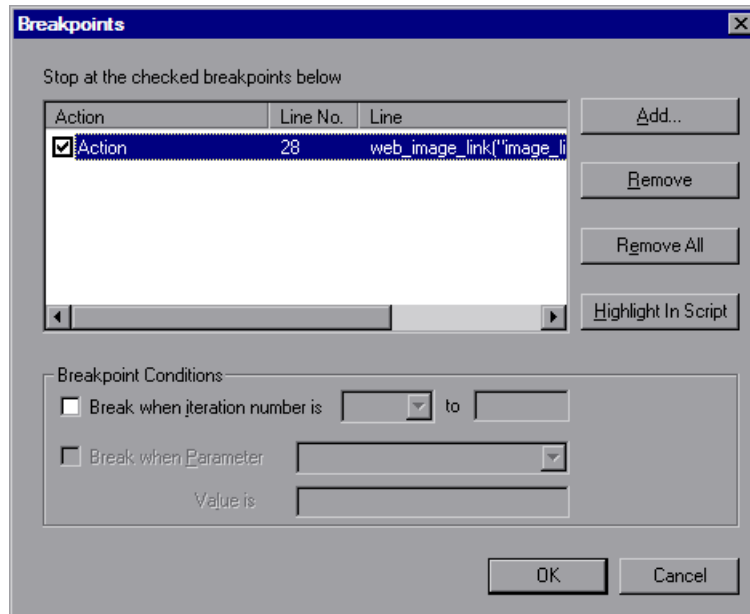 Breakpoints
Stop at the checked breakpoints below
Action Line No. Line
Action 28 web_image_link("image_li
Add...
Remove
Remove All
Highlight In Script
Breakpoint Conditions
Break when iteration number is to
Break when Parameter
Value is
OK Cancel